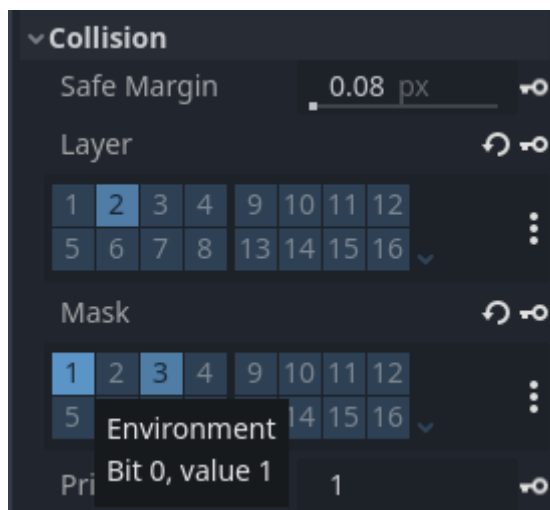 Collision
Safe Margin 0.08 px
Layer
1 2 3 4 9 10 11 12
5 6 7 8 13 14 15 16
Mask
1 2 3 4 9 10 11 12
5 14 15 16
Environment
Bit 0, value 1
Pri 1